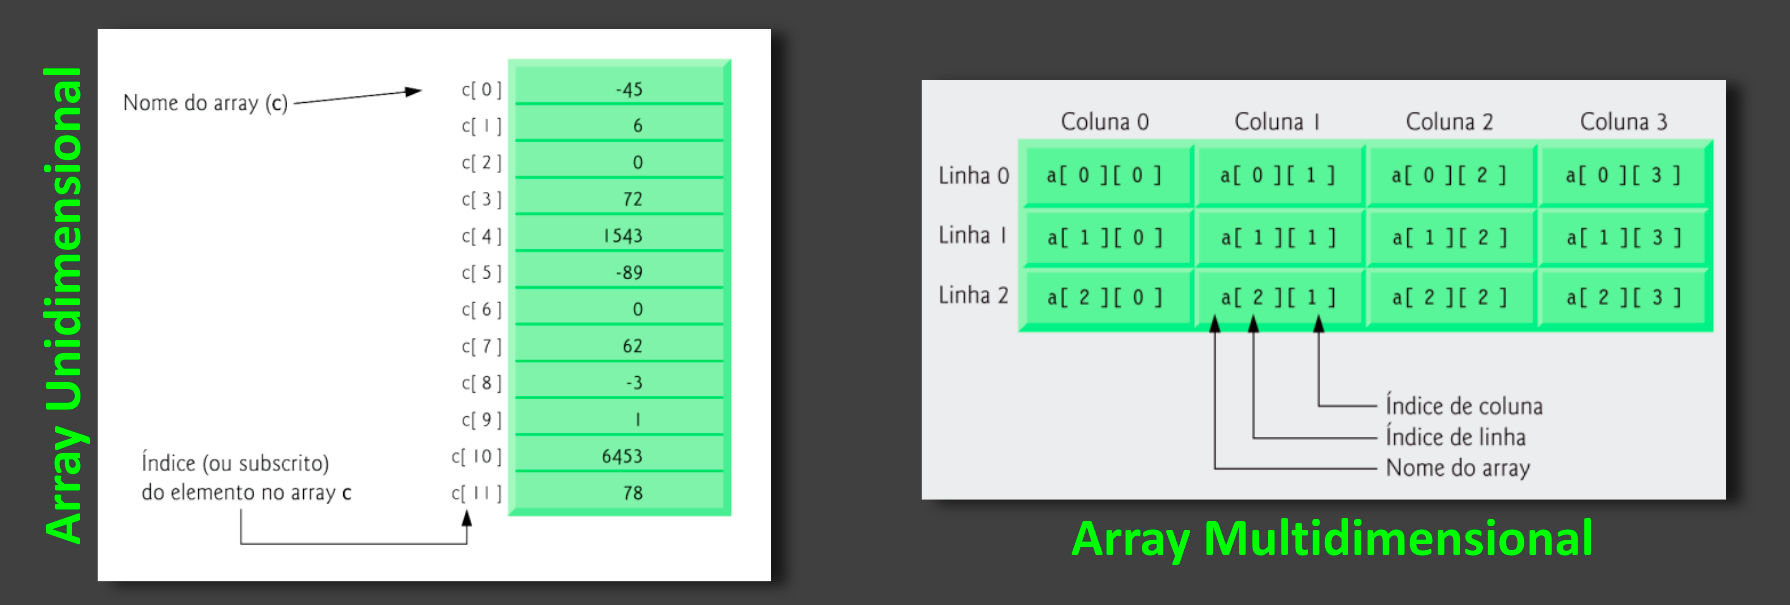 Array Unidimensional
Nome do array (c)
c[ 0 ] -45
c[ 1 ] 6
c[ 2 ] 0
c[ 3 ] 72
c[ 4 ] 1543
c[ 5 ] -89
c[ 6 ] 0
c[ 7 ] 62
c[ 8 ] -3
c[ 9 ] 1
c[ 10 ] 6453
c[ 11 ] 78
Índice (ou subscrito)
do elemento no array c
Coluna 0 Coluna 1 Coluna 2 Coluna 3
Linha 0 a[ 0 ][ 0 ] a[ 0 ][ 1 ] a[ 0 ][ 2 ] a[ 0 ][ 3 ]
Linha 1 a[ 1 ][ 0 ] a[ 1 ][ 1 ] a[ 1 ][ 2 ] a[ 1 ][ 3 ]
Linha 2 a[ 2 ][ 0 ] a[ 2 ][ 1 ] a[ 2 ][ 2 ] a[ 2 ][ 3 ]
Índice de coluna
Índice de linha
Nome do array
Array Multidimensional